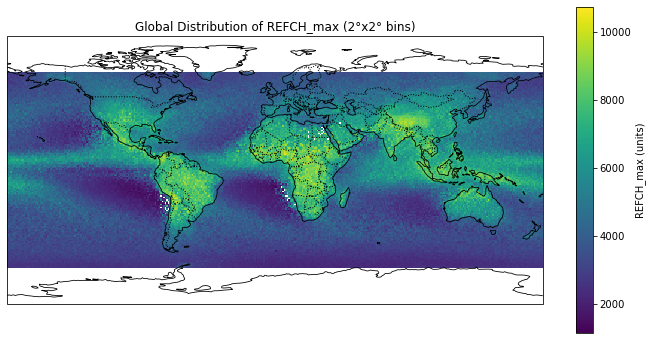 Global Distribution of REFCH_max (2°x2° bins)
10000
8000
6000
4000
2000
REFCH_max (units)